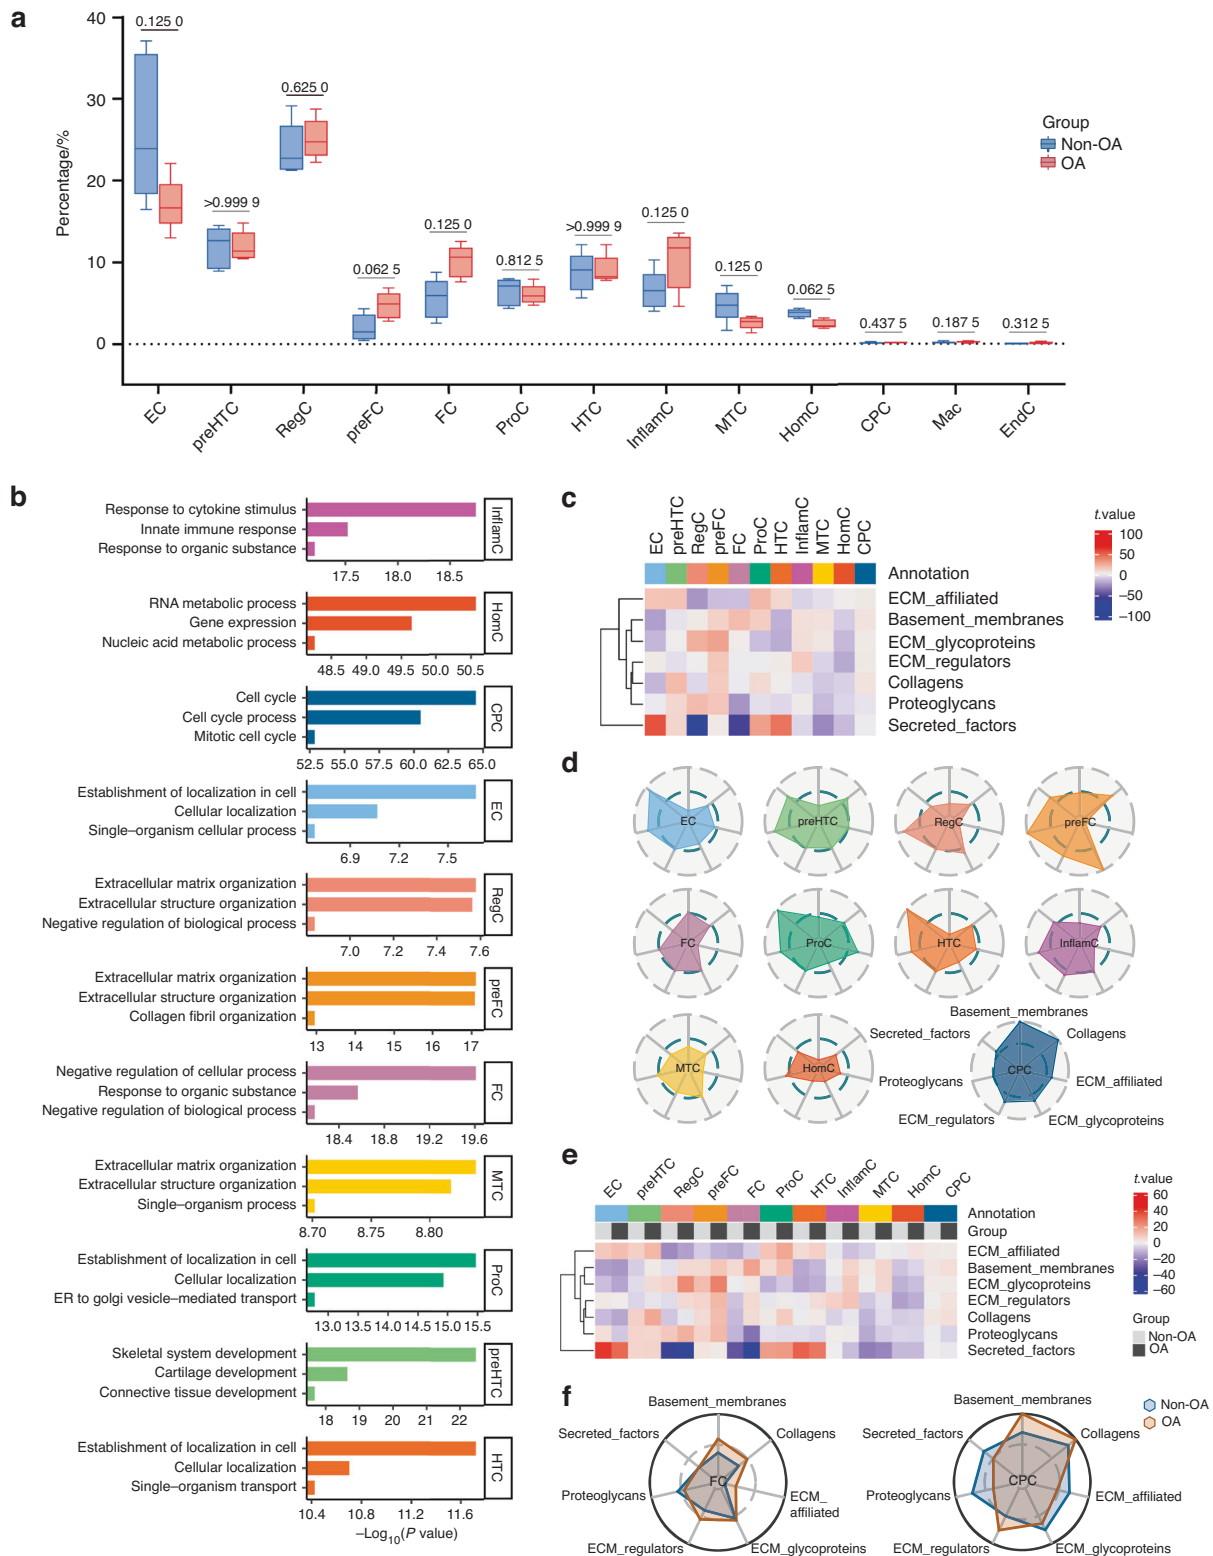 a
40
30
20
10
0
Percentage/%
0.125 0
>0.999 9
0.625 0
0.062 5
0.125 0
0.812 5
>0.999 9
0.125 0
0.125 0
0.062 5
0.437 5
0.187 5
0.312 5
Group
Non-OA
OA
EC
preHTC
RegC
preFC
FC
ProC
HTC
InflamC
MTC
HomC
CPC
Mac
EndC
b
Response to cytokine stimulus
Innate immune response
Response to organic substance
InflamC
17.5 18.0 18.5
RNA metabolic process
Gene expression
Nucleic acid metabolic process
HomC
48.5 49.0 49.5 50.0 50.5
Cell cycle
Cell cycle process
Mitotic cell cycle
CPC
52.5 55.0 57.5 60.0 62.5 65.0
Establishment of localization in cell
Cellular localization
Single–organism cellular process
EC
6.9 7.2 7.5
Extracellular matrix organization
Extracellular structure organization
Negative regulation of biological process
RegC
7.0 7.2 7.4 7.6
Extracellular matrix organization
Extracellular structure organization
Collagen fibril organization
preFC
13 14 15 16 17
Negative regulation of cellular process
Response to organic substance
Negative regulation of biological process
FC
18.4 18.8 19.2 19.6
Extracellular matrix organization
Extracellular structure organization
Single–organism process
MTC
8.70 8.75 8.80
Establishment of localization in cell
Cellular localization
ER to golgi vesicle–mediated transport
ProC
13.0 13.5 14.0 14.5 15.0 15.5
Skeletal system development
Cartilage development
Connective tissue development
preHTC
18 19 20 21 22
Establishment of localization in cell
Cellular localization
Single–organism transport
HTC
10.4 10.8 11.2 11.6
–Log10(P value)
c
EC
preHTC
RegC
preFC
FC
ProC
HTC
InflamC
MTC
HomC
CPC
Annotation
ECM_affiliated
Basement_membranes
ECM_glycoproteins
ECM_regulators
Collagens
Proteoglycans
Secreted_factors
t.value
100
50
0
–50
–100
d
EC
preHTC
RegC
preFC
FC
ProC
HTC
InflamC
MTC
HomC
CPC
Basement_membranes
Secreted_factors
Collagens
Proteoglycans
ECM_affiliated
ECM_regulators
ECM_glycoproteins
e
EC
preHTC
RegC
preFC
FC
ProC
HTC
InflamC
MTC
HomC
CPC
Annotation
Group
ECM_affiliated
Basement_membranes
ECM_glycoproteins
ECM_regulators
Collagens
Proteoglycans
Secreted_factors
t.value
60
40
20
0
–20
–40
–60
Group
Non-OA
OA
f
Basement_membranes
Secreted_factors
Collagens
FC
Proteoglycans
ECM_
affiliated
ECM_regulators
ECM_glycoproteins
Basement_membranes
Secreted_factors
Collagens
CPC
Proteoglycans
ECM_affiliated
ECM_regulators
ECM_glycoproteins
Non-OA
OA